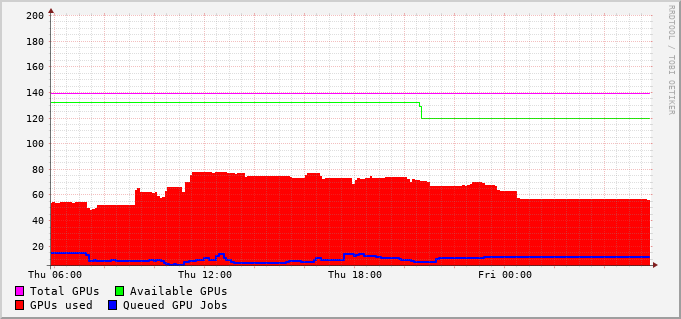 200
180
160
140
120
100
80
60
40
20
Thu 06:00 Thu 12:00 Thu 18:00 Fri 00:00
Total GPUs Available GPUs
GPUs used Queued GPU Jobs
RRDTOOL / TOBI OETIKER